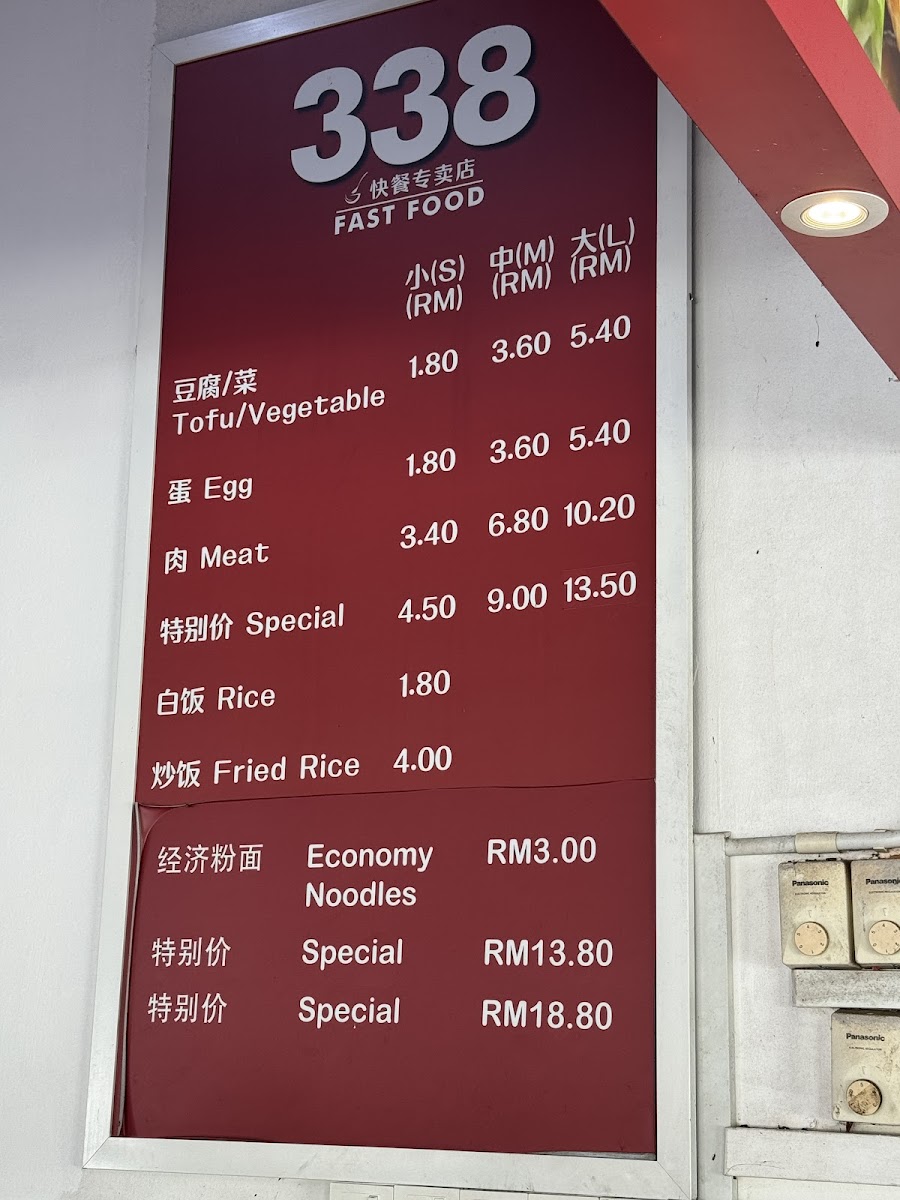 338
快餐专卖店
FAST FOOD
小(S) 中(M) 大(L)
(RM) (RM) (RM)
豆腐/菜 1.80 3.60 5.40
Tofu/Vegetable
蛋 Egg 1.80 3.60 5.40
肉 Meat 3.40 6.80 10.20
特别价 Special 4.50 9.00 13.50
白饭 Rice 1.80
炒饭 Fried Rice 4.00
经济粉面 Economy RM3.00
Noodles
特别价 Special RM13.80
特别价 Special RM18.80
Panasonic
Panasonic
Panasonic